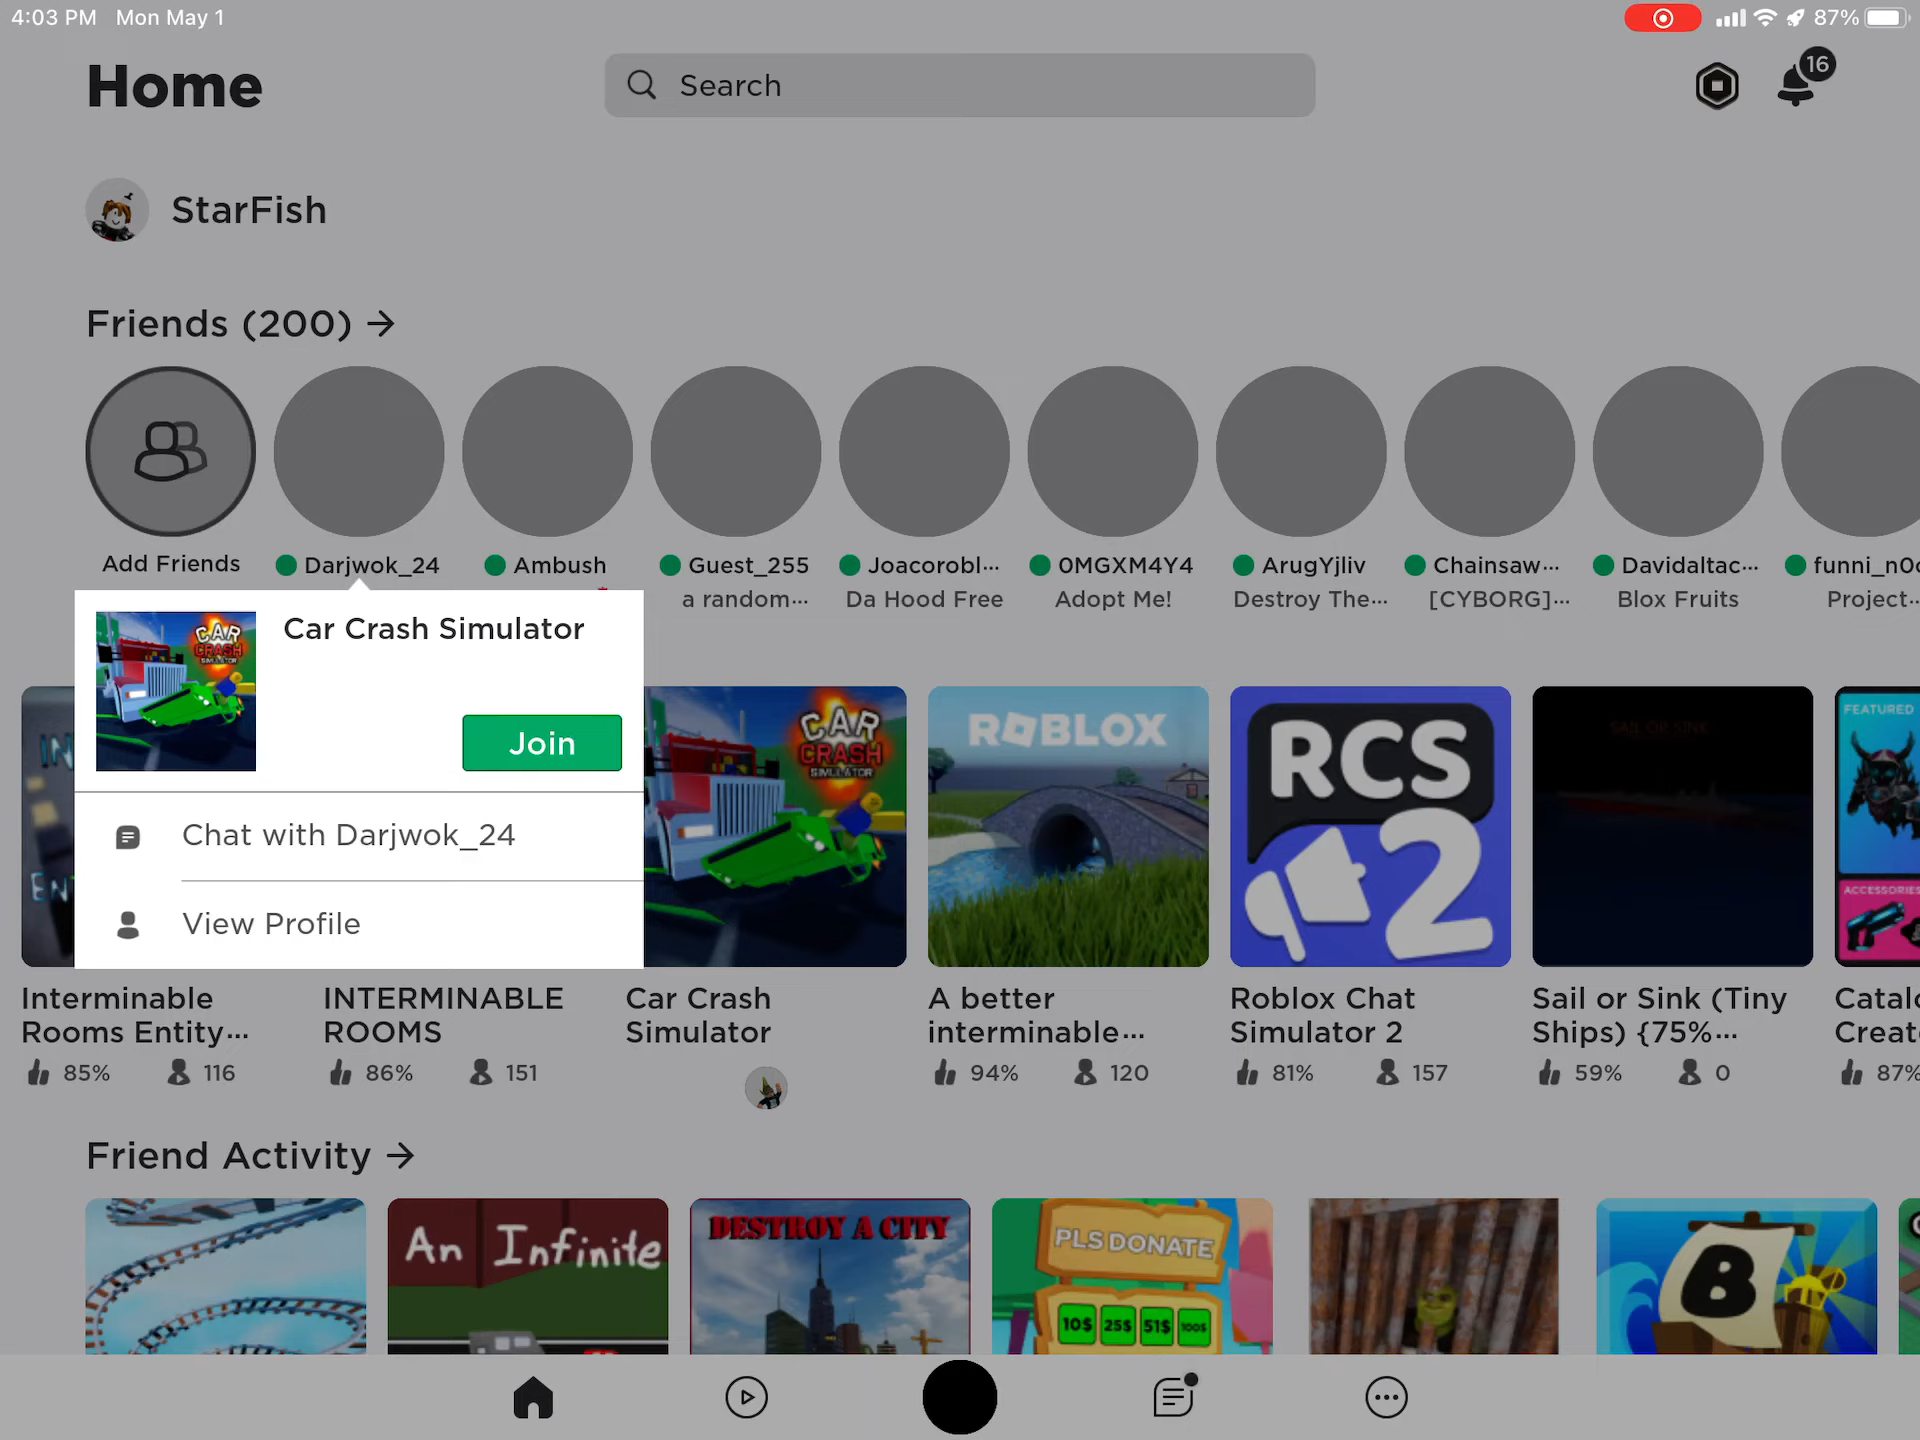 4:03 PM Mon May 1
87%
Home
Search
16
StarFish
Friends (200)
Add Friends
Darjwok_24
Ambush
Guest_255
a random...
Joacorobl...
Da Hood Free
0MGXM4Y4
Adopt Me!
ArugYjliv
Destroy The...
Chainsaw...
[CYBORG]...
Davidaltac...
Blox Fruits
Project..
CAR
CRASH
SIMULATOR
Car Crash Simulator
Join
Chat with Darjwok_24
View Profile
CAR
CRASH
SIMULATOR
ROBLOX
RCS
2
SAIL OR SINK
FEATURED
ACCESSORIES
Interminable
Rooms Entity...
85% 116
INTERMINABLE
ROOMS
86% 151
Car Crash
Simulator
A better
interminable...
94% 120
Roblox Chat
Simulator 2
81% 157
Sail or Sink (Tiny
Ships) {75%...
59% 0
87%
Friend Activity
An Infinite
DESTROY A CITY
PLS DONATE
10$ 25$ 51$ 100$
B